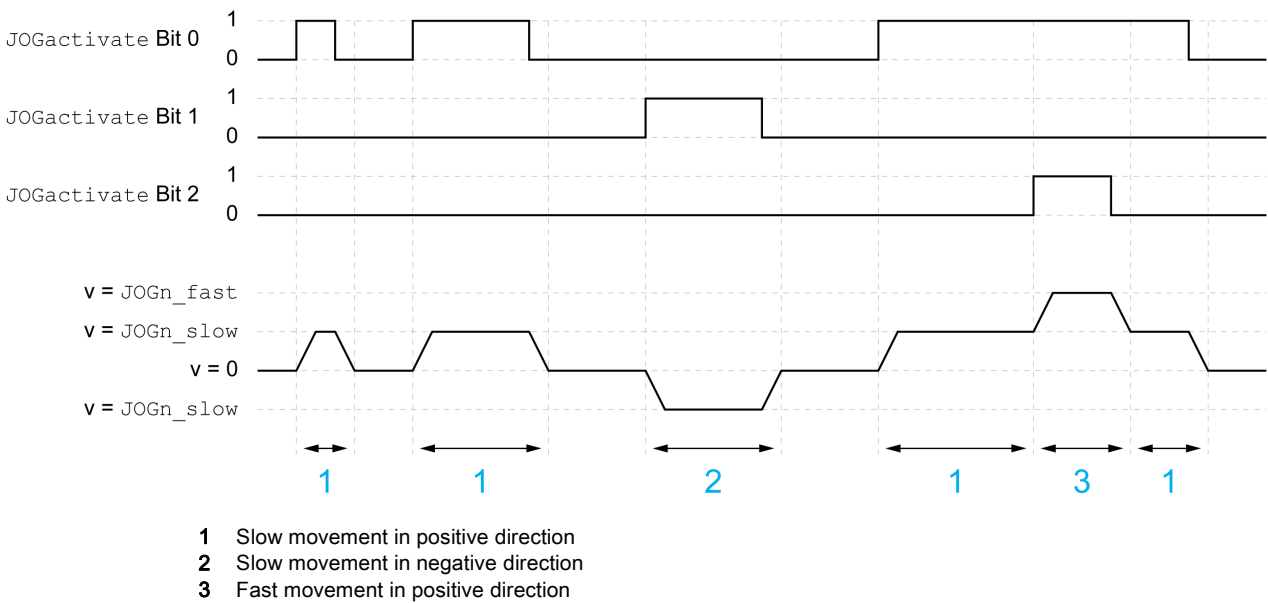 1
JOGactivate Bit 0
0
1
JOGactivate Bit 1
0
1
JOGactivate Bit 2
0
v = JOGn_fast
v = JOGn_slow
v = 0
v = JOGn_slow
1 1 2 1 3 1
1 Slow movement in positive direction
2 Slow movement in negative direction
3 Fast movement in positive direction